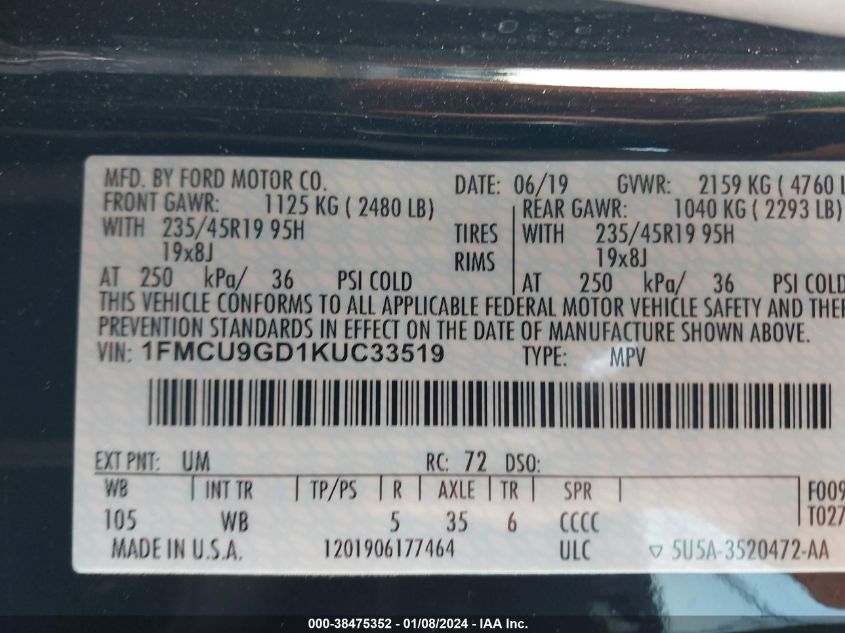 MFD. BY FORD MOTOR CO. DATE: 06/19 GVWR: 2159 KG ( 4760 L
FRONT GAWR: 1125 KG ( 2480 LB) REAR GAWR: 1040 KG ( 2293 LB)
WITH 235/45R19 95H TIRES WITH 235/45R19 95H
19x8J RIMS 19x8J
AT 250 kPa/ 36 PSI COLD AT 250 kPa/ 36 PSI COLD
THIS VEHICLE CONFORMS TO ALL APPLICABLE FEDERAL MOTOR VEHICLE SAFETY AND THEF
PREVENTION STANDARDS IN EFFECT ON THE DATE OF MANUFACTURE SHOWN ABOVE.
VIN: 1FMCU9GD1KUC33519 TYPE: MPV
EXT PNT: UM RC: 72 DSO:
WB INT TR TP/PS R AXLE TR SPR F009
105 WB 5 35 6 CCCC T027
MADE IN U.S.A. 1201906177464 ULC ▽ 5U5A-3520472-AA
000-38475352 - 01/08/2024 - IAA Inc.